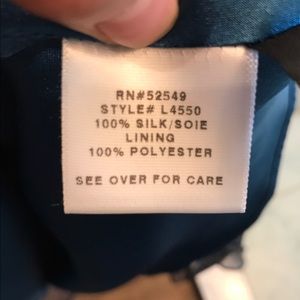 RN#52549
STYLE# L4550
100% SILK/SOIE
LINING
100% POLYESTER
SEE OVER FOR CARE